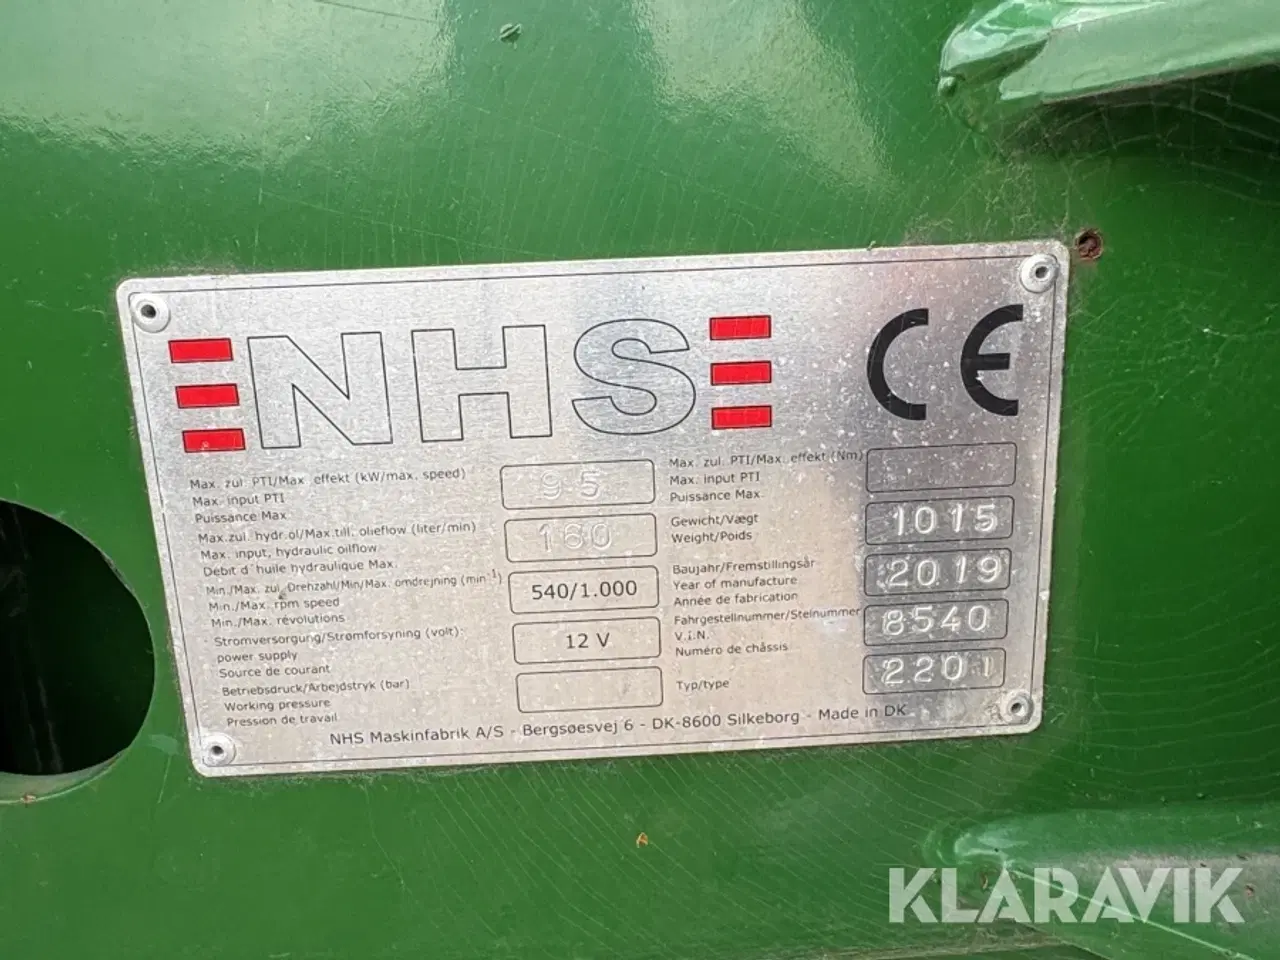 NHS
CE
Max. zul. PTI/Max. effekt (kW/max. speed)
Max. input PTI
Puissance Max
95
Max.zul. hydr.öl/Max.till. olieflow (liter/min)
Max. input, hydraulic oilflow
Debit d´huile hydraulique Max.
160
Min./Max. zul. Drehzahl/Min/Max. omdrejning (min-1)
Min./Max. rpm speed
Min./Max. révolutions
540/1.000
Stromversorgung/Strømforsyning (volt):
power supply
Source de courant
12 V
Betriebsdruck/Arbejdstryk (bar)
Working pressure
Pression de travail
Max. zul. PTI/Max. effekt (Nm)
Max. input PTI
Puissance Max.
Gewicht/Vægt
Weight/Poids
1015
Baujahr/Fremstillingsår
Year of manufacture
Année de fabrication
2019
Fahrgestellnummer/Stelnummer
V.I.N.
Numéro de châssis
8540
Typ/type
2201
NHS Maskinfabrik A/S - Bergsøesvej 6 - DK-8600 Silkeborg - Made in DK
KLARAVIK